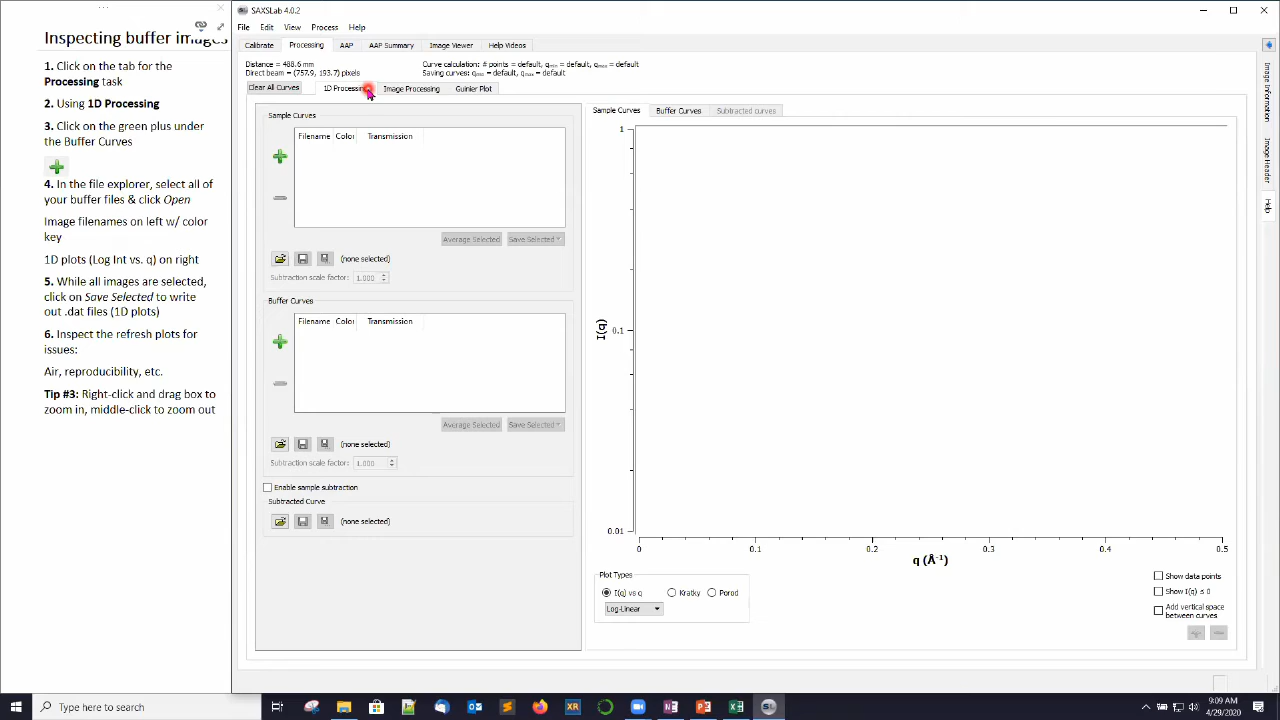 Inspecting buffer images
1. Click on the tab for the
Processing task
2. Using 1D Processing
3. Click on the green plus under
the Buffer Curves
4. In the file explorer, select all of
your buffer files & click Open
Image filenames on left w/ color
key
1D plots (Log Int vs. q) on right
5. While all images are selected,
click on Save Selected to write
out .dat files (1D plots)
6. Inspect the refresh plots for
issues:
Air, reproducibility, etc.
Tip #3: Right-click and drag box to
zoom in, middle-click to zoom out
SAXSLab 4.0.2
File Edit View Process Help
Calibrate Processing AAP AAP Summary Image Viewer Help Videos
Distance = 488.6 mm
Direct beam = (757.9, 193.7) pixels
Curve calculation: # points = default, qmin = default, qmax = default
Saving curves: qmin = default, qmax = default
Clear All Curves 1D Processing Image Processing Guinier Plot
Sample Curves
Filename Color Transmission
Average Selected Save Selected
(none selected)
Subtraction scale factor: 1.000
Buffer Curves
Filename Color Transmission
Average Selected Save Selected
(none selected)
Subtraction scale factor: 1.000
Enable sample subtraction
Subtracted Curve
(none selected)
Sample Curves Buffer Curves Subtracted curves
1
I(q) 0.1
0.01
0 0.1 0.2 0.3 0.4 0.5
q (Å⁻¹)
Plot Types
I(q) vs q Kratky Porod
Log-Linear
Show data points
Show I(q) ≤ 0
Add vertical space
between curves
Image Information
Image Header
Help
Type here to search
XR
SL
9:09 AM
4/29/2020